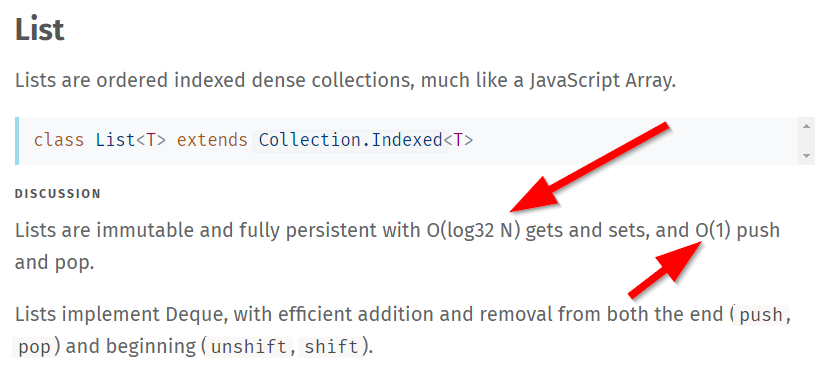 List
Lists are ordered indexed dense collections, much like a JavaScript Array.
class List<T> extends Collection.Indexed<T>
DISCUSSION
Lists are immutable and fully persistent with O(log32 N) gets and sets, and O(1) push
and pop.
Lists implement Deque, with efficient addition and removal from both the end (push,
pop) and beginning (unshift, shift).